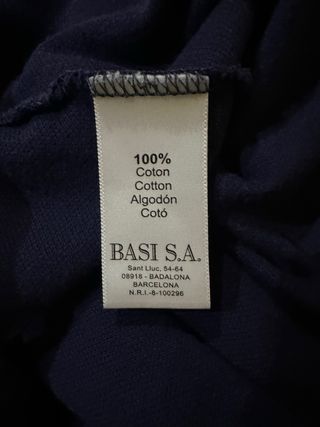 100%
Coton
Cotton
Algodón
Cotó
BASI S.A.
Sant Lluc. 54-64
08918 - BADALONA
BARCELONA
N.R.I.-8-100296